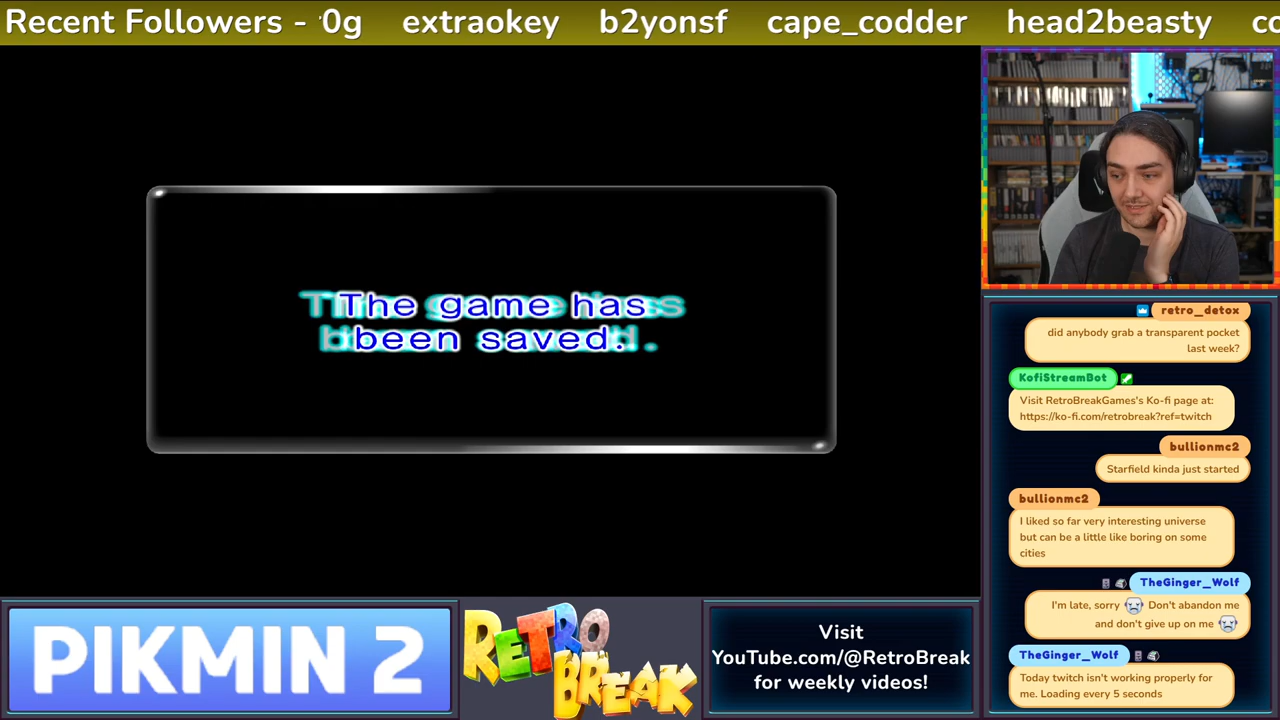 Recent Followers - 0g extraokey b2yonsf cape_codder head2beasty co
The game has
been saved.
retro_detox
did anybody grab a transparent pocket
last week?
KofiStreamBot
Visit RetroBreakGames's Ko-fi page at:
https://ko-fi.com/retrobreak?ref=twitch
bullionmc2
Starfield kinda just started
bullionmc2
I liked so far very interesting universe
but can be a little like boring on some
cities
TheGinger_Wolf
I'm late, sorry Don't abandon me
and don't give up on me
TheGinger_Wolf
Today twitch isn't working properly for
me. Loading every 5 seconds
PIKMIN 2
RETRO
BREAK
Visit
YouTube.com/@RetroBreak
for weekly videos!